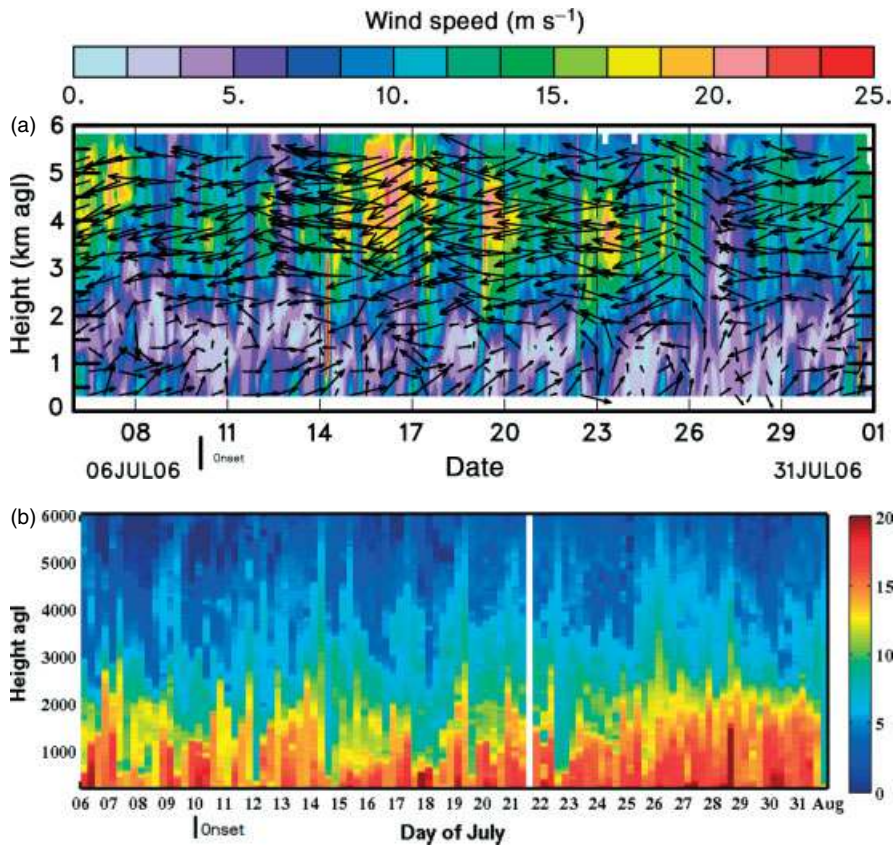 Wind speed (m s⁻¹)
0. 5. 10. 15. 20. 25.
(a)
6
5
4
3
2
1
0
Height (km agl)
08 11 14 17 20 23 26 29 01
06JUL06 Onset Date 31JUL06
(b)
6000
5000
4000
3000
2000
1000
Height agl
20
15
10
5
0
06 07 08 09 10 11 12 13 14 15 16 17 18 19 20 21 22 23 24 25 26 27 28 29 30 31 Aug
Onset Day of July